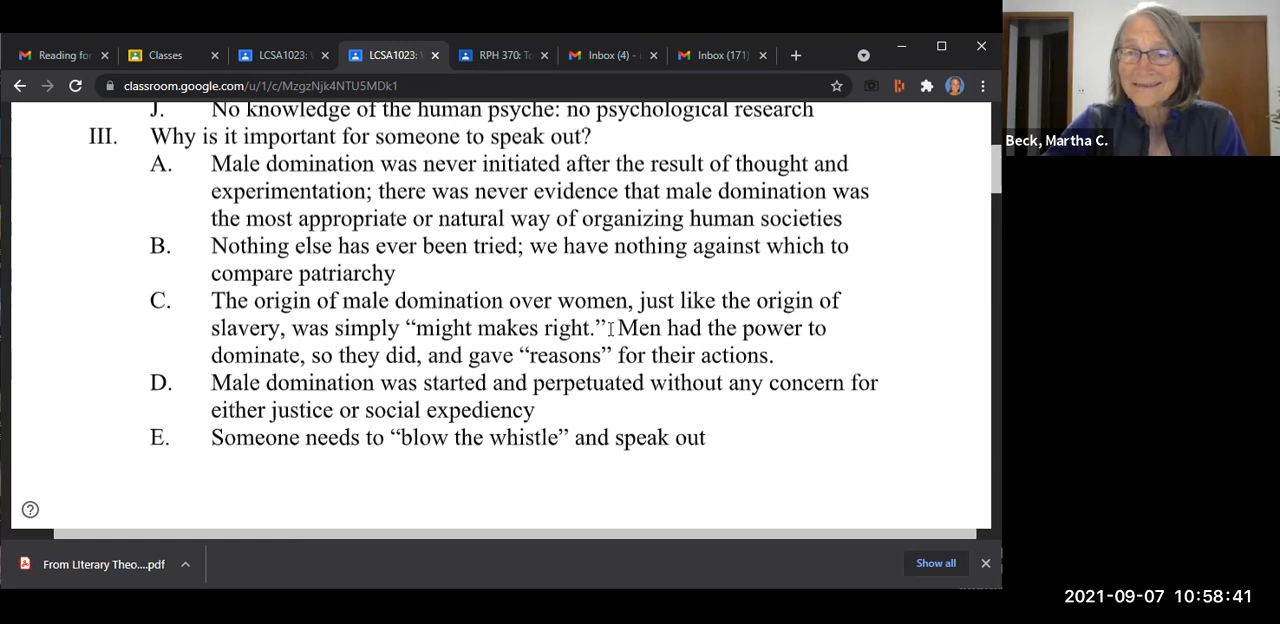 Reading for
Classes
LCSA1023:
LCSA1023:
RPH 370:
Inbox (4) -
Inbox (171)
classroom.google.com/u/1/c/MzgzNjk4NTU5MDk1
J. No knowledge of the human psyche: no psychological research
III. Why is it important for someone to speak out?
A. Male domination was never initiated after the result of thought and
experimentation; there was never evidence that male domination was
the most appropriate or natural way of organizing human societies
B. Nothing else has ever been tried; we have nothing against which to
compare patriarchy
C. The origin of male domination over women, just like the origin of
slavery, was simply “might makes right.” Men had the power to
dominate, so they did, and gave “reasons” for their actions.
D. Male domination was started and perpetuated without any concern for
either justice or social expediency
E. Someone needs to “blow the whistle” and speak out
Beck, Martha C.
From LIterary Theo....pdf
Show all
2021-09-07 10:58:41